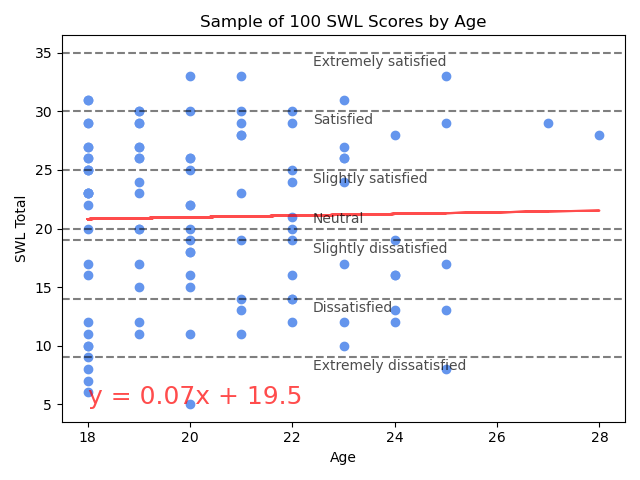 Sample of 100 SWL Scores by Age
SWL Total
35
30
25
20
15
10
5
Extremely satisfied
Satisfied
Slightly satisfied
Neutral
Slightly dissatisfied
Dissatisfied
Extremely dissatisfied
y = 0.07x + 19.5
18
20
22
24
26
28
Age